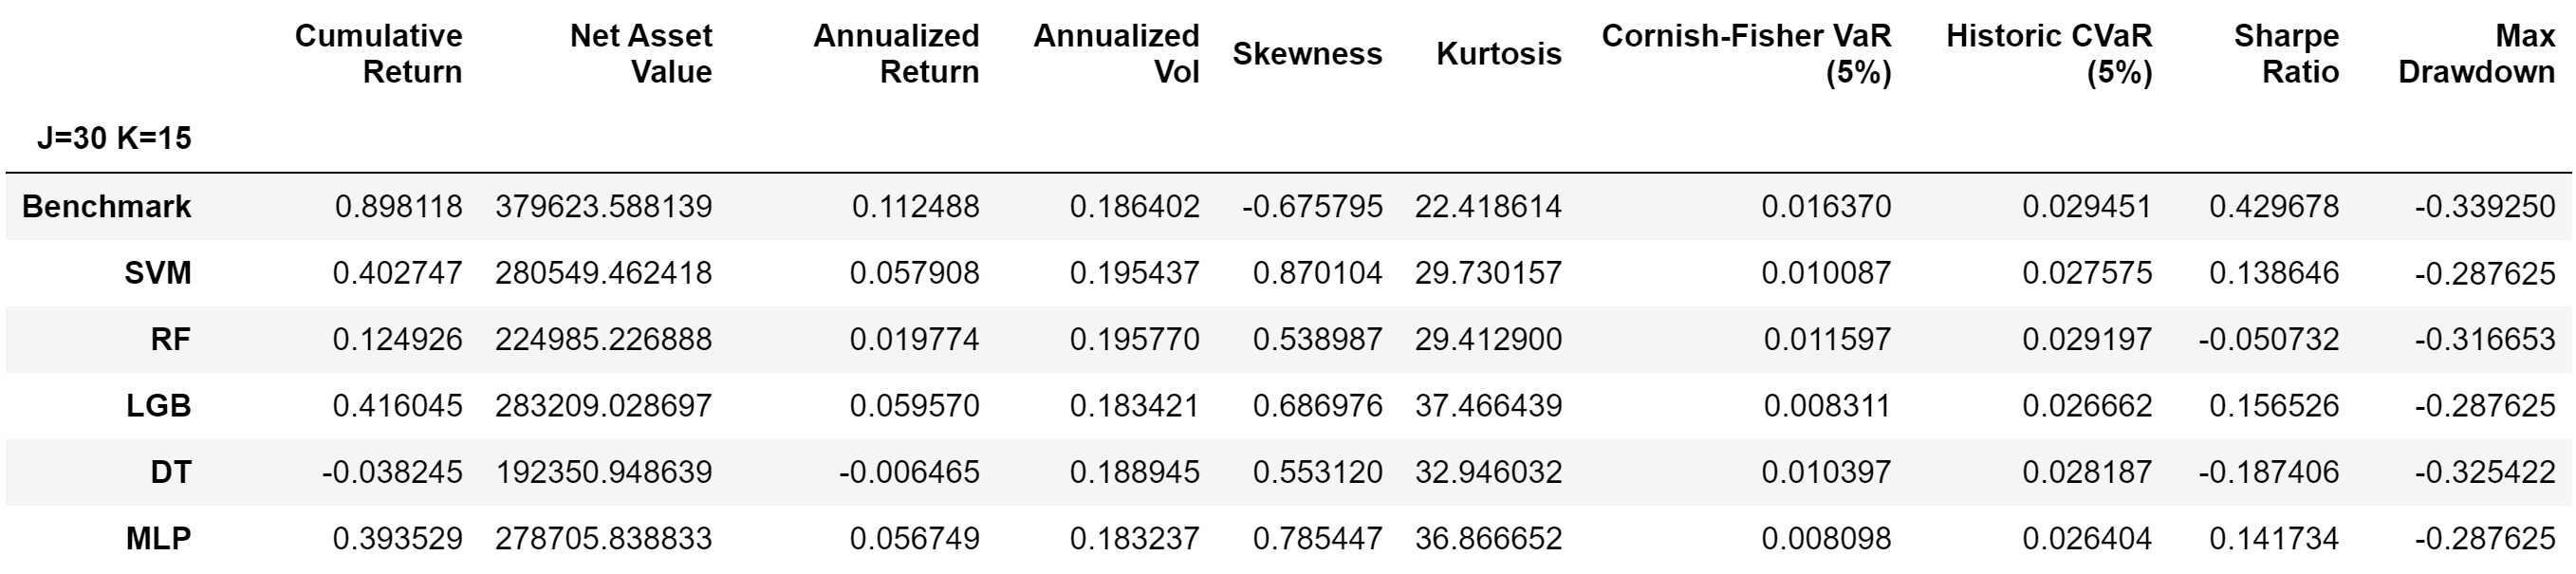 Cumulative Return Net Asset Value Annualized Return Annualized Vol Skewness Kurtosis Cornish-Fisher VaR (5%) Historic CVaR (5%) Sharpe Ratio Max Drawdown
J=30 K=15
Benchmark 0.898118 379623.588139 0.112488 0.186402 -0.675795 22.418614 0.016370 0.029451 0.429678 -0.339250
SVM 0.402747 280549.462418 0.057908 0.195437 0.870104 29.730157 0.010087 0.027575 0.138646 -0.287625
RF 0.124926 224985.226888 0.019774 0.195770 0.538987 29.412900 0.011597 0.029197 -0.050732 -0.316653
LGB 0.416045 283209.028697 0.059570 0.183421 0.686976 37.466439 0.008311 0.026662 0.156526 -0.287625
DT -0.038245 192350.948639 -0.006465 0.188945 0.553120 32.946032 0.010397 0.028187 -0.187406 -0.325422
MLP 0.393529 278705.838833 0.056749 0.183237 0.785447 36.866652 0.008098 0.026404 0.141734 -0.287625